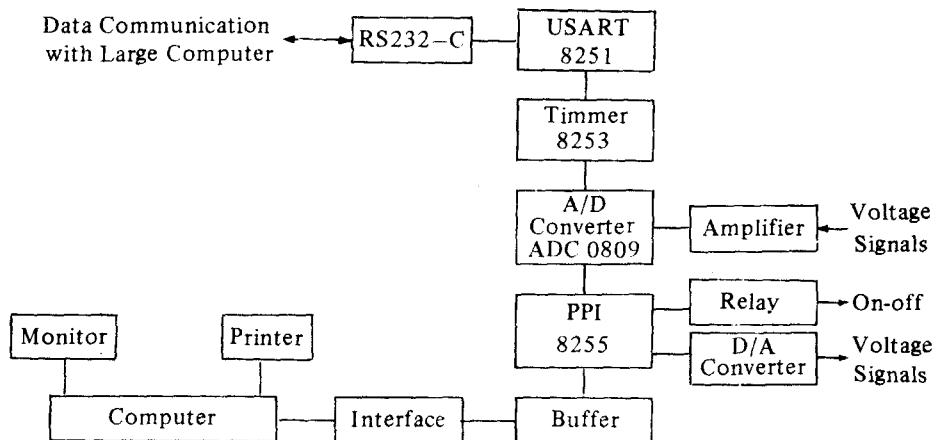 Data Communication
with Large Computer
RS232-C
USART
8251
Timmer
8253
A/D
Converter
ADC 0809
Amplifier
Voltage
Signals
PPI
8255
Relay
On-off
D/A
Converter
Voltage
Signals
Monitor
Printer
Computer
Interface
Buffer